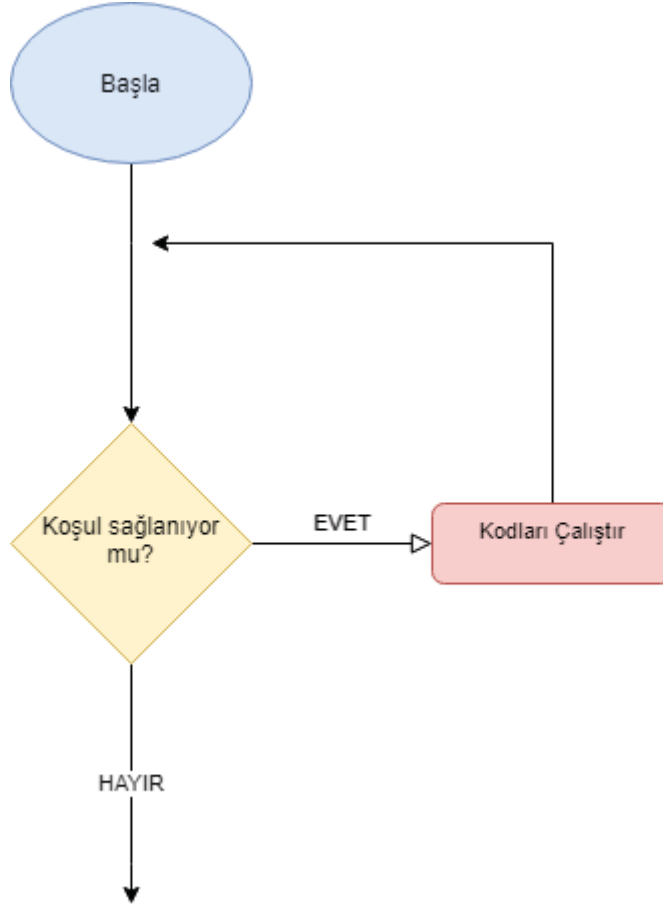 Başla
Koşul sağlanıyor
mu?
EVET
Kodları Çalıştır
HAYIR